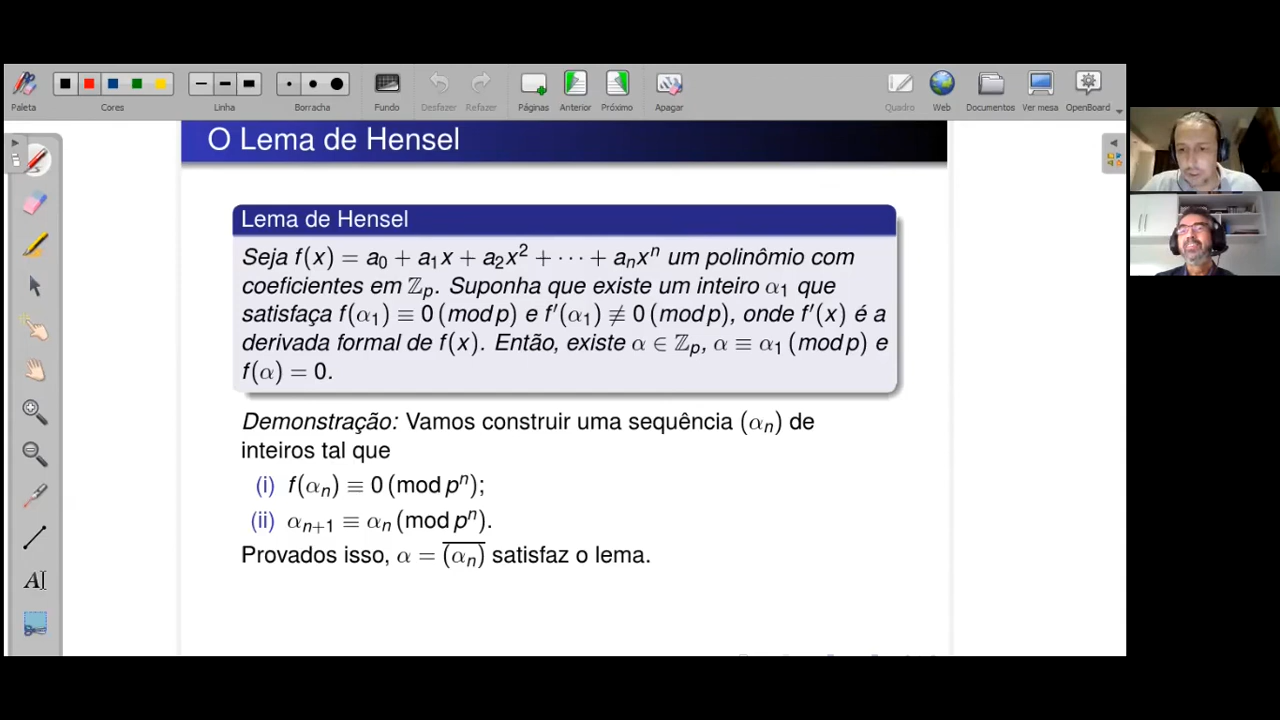 Paleta
Cores
Linha
Borracha
Fundo
Desfazer
Refazer
Páginas
Anterior
Próximo
Apagar
Quadro
Web
Documentos
Ver mesa
OpenBoard
O Lema de Hensel
Lema de Hensel
Seja f(x) = a₀ + a₁x + a₂x² + ⋯ + aₙxⁿ um polinômio com
coeficientes em ℤₚ. Suponha que existe um inteiro α₁ que
satisfaça f(α₁) ≡ 0 (mod p) e f′(α₁) ≢ 0 (mod p), onde f′(x) é a
derivada formal de f(x). Então, existe α ∈ ℤₚ, α ≡ α₁ (mod p) e
f(α) = 0.
Demonstração: Vamos construir uma sequência (αₙ) de
inteiros tal que
(i) f(αₙ) ≡ 0 (mod pⁿ);
(ii) αₙ₊₁ ≡ αₙ (mod pⁿ).
Provados isso, α = \overline{(αₙ)} satisfaz o lema.
A